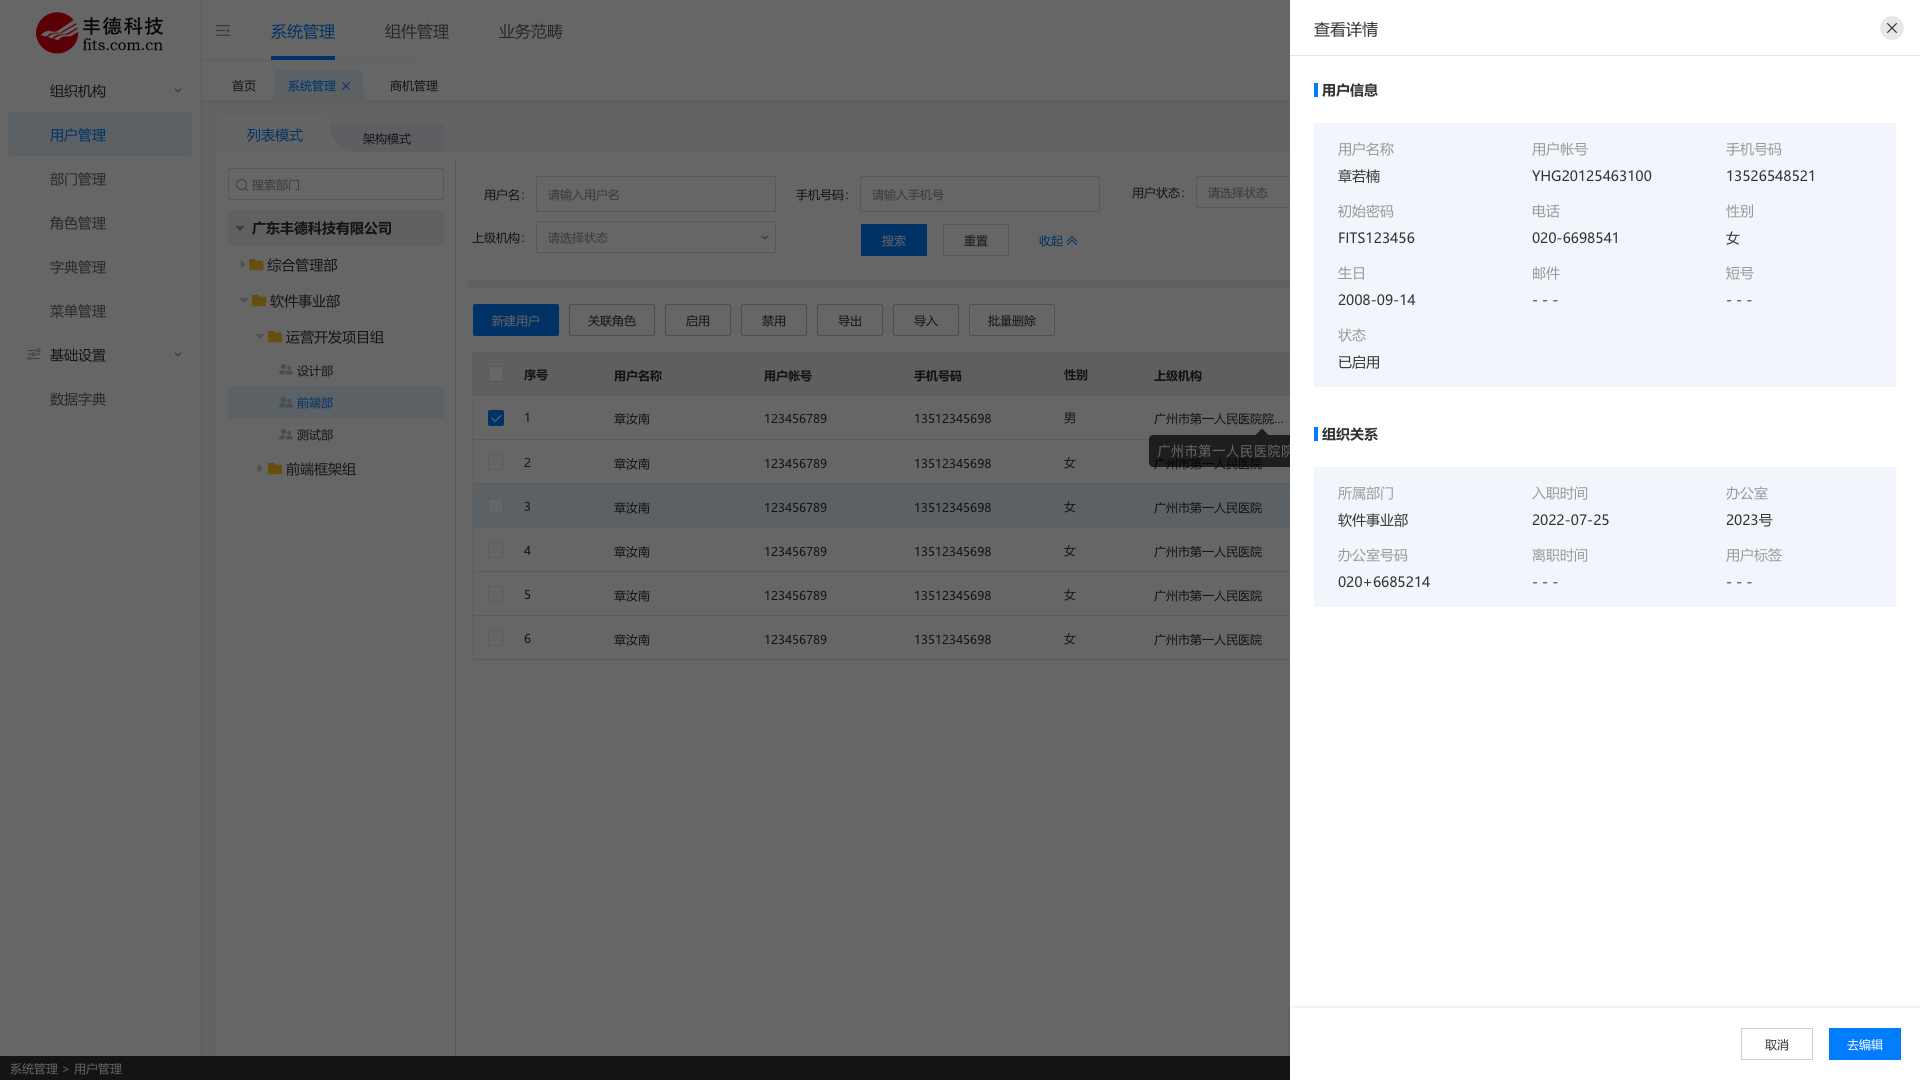 丰德科技
fits.com.cn
系统管理 组件管理 业务范畴
首页 系统管理 商机管理
组织机构
用户管理
部门管理
角色管理
字典管理
菜单管理
基础设置
数据字典
列表模式 架构模式
搜索部门
广东丰德科技有限公司
综合管理部
软件事业部
运营开发项目组
设计部
前端部
测试部
前端框架组
用户名： 请输入用户名 手机号码： 请输入手机号 用户状态： 请选择状态
上级机构： 请选择状态 搜索 重置 收起
新建用户 关联角色 启用 禁用 导出 导入 批量删除
序号 用户名称 用户帐号 手机号码 性别 上级机构
1 章汝南 123456789 13512345698 男 广州市第一人民医院院...
广州市第一人民医院院
2 章汝南 123456789 13512345698 女 广州市第一人民医院
3 章汝南 123456789 13512345698 女 广州市第一人民医院
4 章汝南 123456789 13512345698 女 广州市第一人民医院
5 章汝南 123456789 13512345698 女 广州市第一人民医院
6 章汝南 123456789 13512345698 女 广州市第一人民医院
系统管理 > 用户管理
查看详情
用户信息
用户名称 用户帐号 手机号码
章若楠 YHG20125463100 13526548521
初始密码 电话 性别
FITS123456 020-6698541 女
生日 邮件 短号
2008-09-14 - - - - - -
状态
已启用
组织关系
所属部门 入职时间 办公室
软件事业部 2022-07-25 2023号
办公室号码 离职时间 用户标签
020+6685214 - - - - - -
取消 去编辑